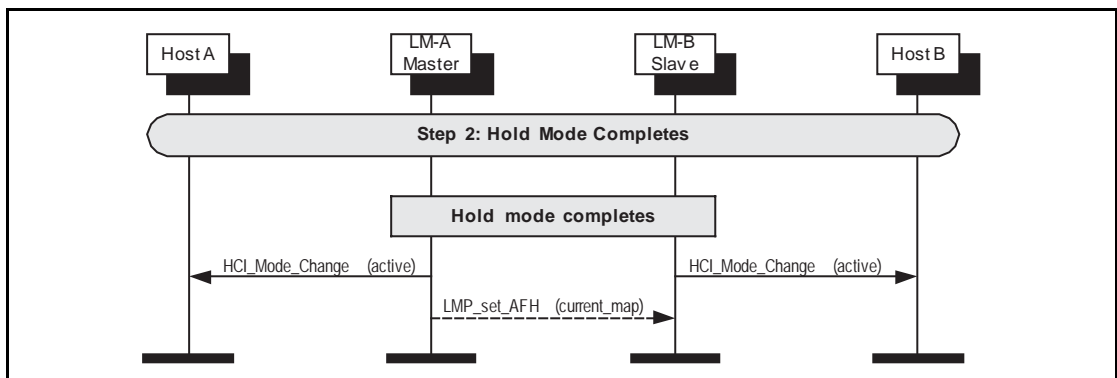 Host A
LM-A
Master
LM-B
Slave
Host B
Step 2: Hold Mode Completes
Hold mode completes
HCI_Mode_Change (active)
HCI_Mode_Change (active)
LMP_set_AFH (current_map)